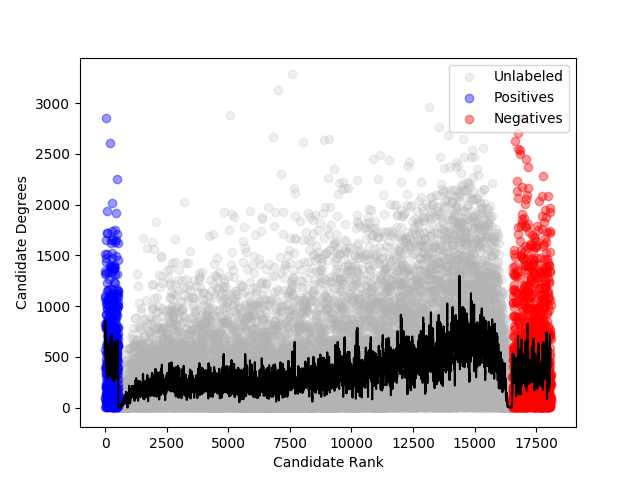 Unlabeled
Positives
Negatives
3000
2500
2000
1500
1000
500
0
Candidate Degrees
0 2500 5000 7500 10000 12500 15000 17500
Candidate Rank